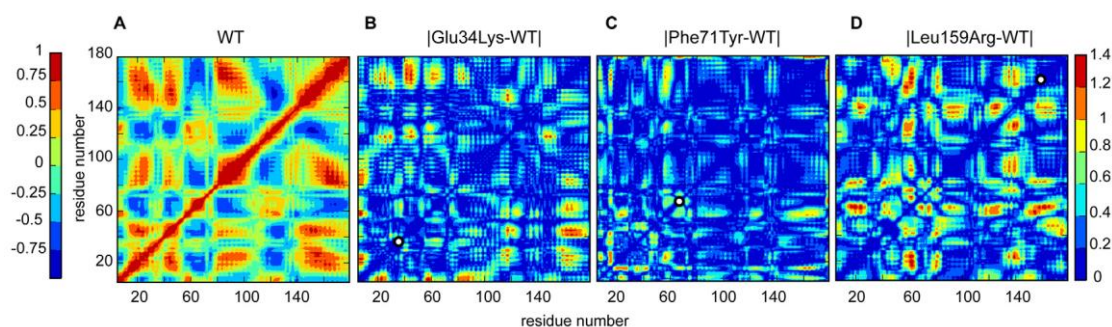 A
WT
B
|Glu34Lys-WT|
C
|Phe71Tyr-WT|
D
|Leu159Arg-WT|
1
0.75
0.5
0.25
0
-0.25
-0.5
-0.75
residue number
180
140
100
60
20
20 60 100 140
20 60 100 140
20 60 100 140
20 60 100 140
residue number
1.4
1.2
1
0.8
0.6
0.4
0.2
0